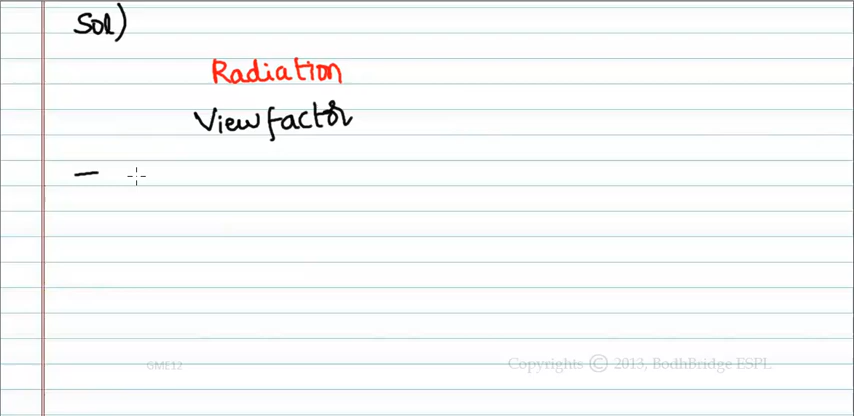 Sol)
Radiation
View factor
—
GME12
Copyrights © 2013, BodhBridge ESPL